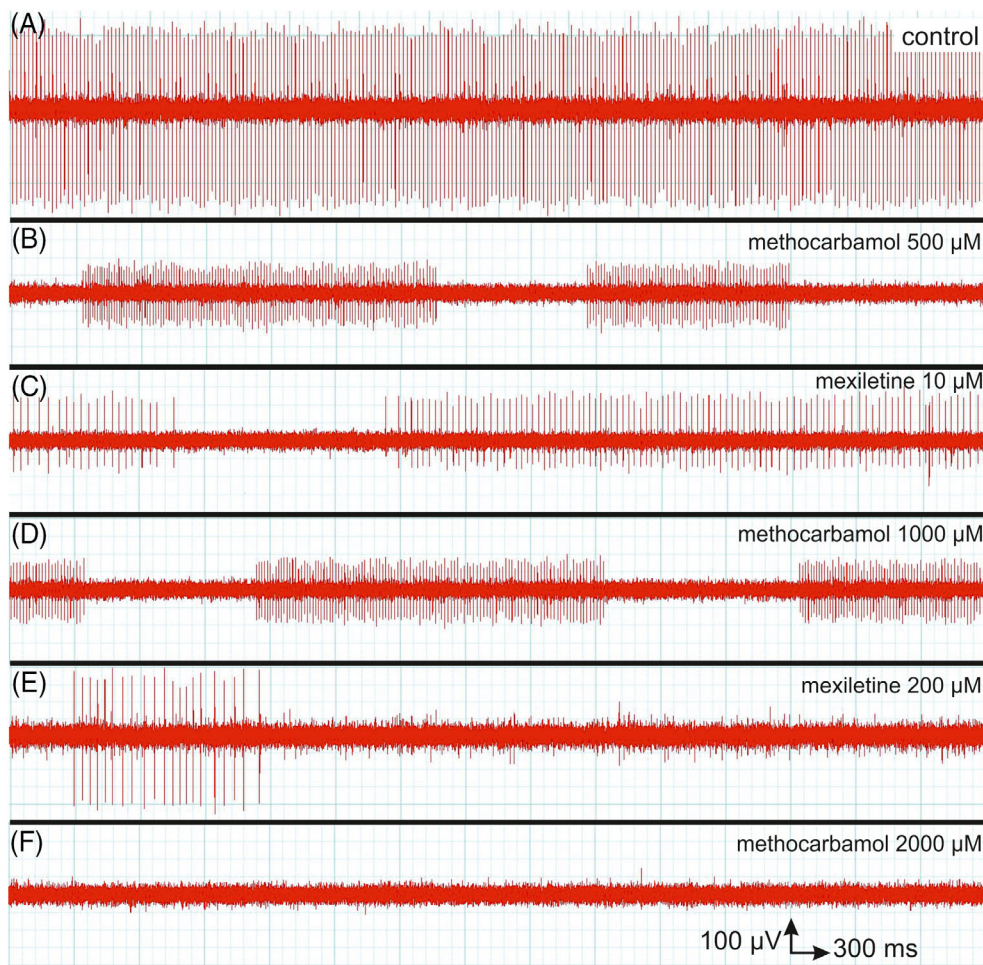 (A)
control
(B)
methocarbamol 500 µM
(C)
mexiletine 10 µM
(D)
methocarbamol 1000 µM
(E)
mexiletine 200 µM
(F)
methocarbamol 2000 µM
100 µV
300 ms